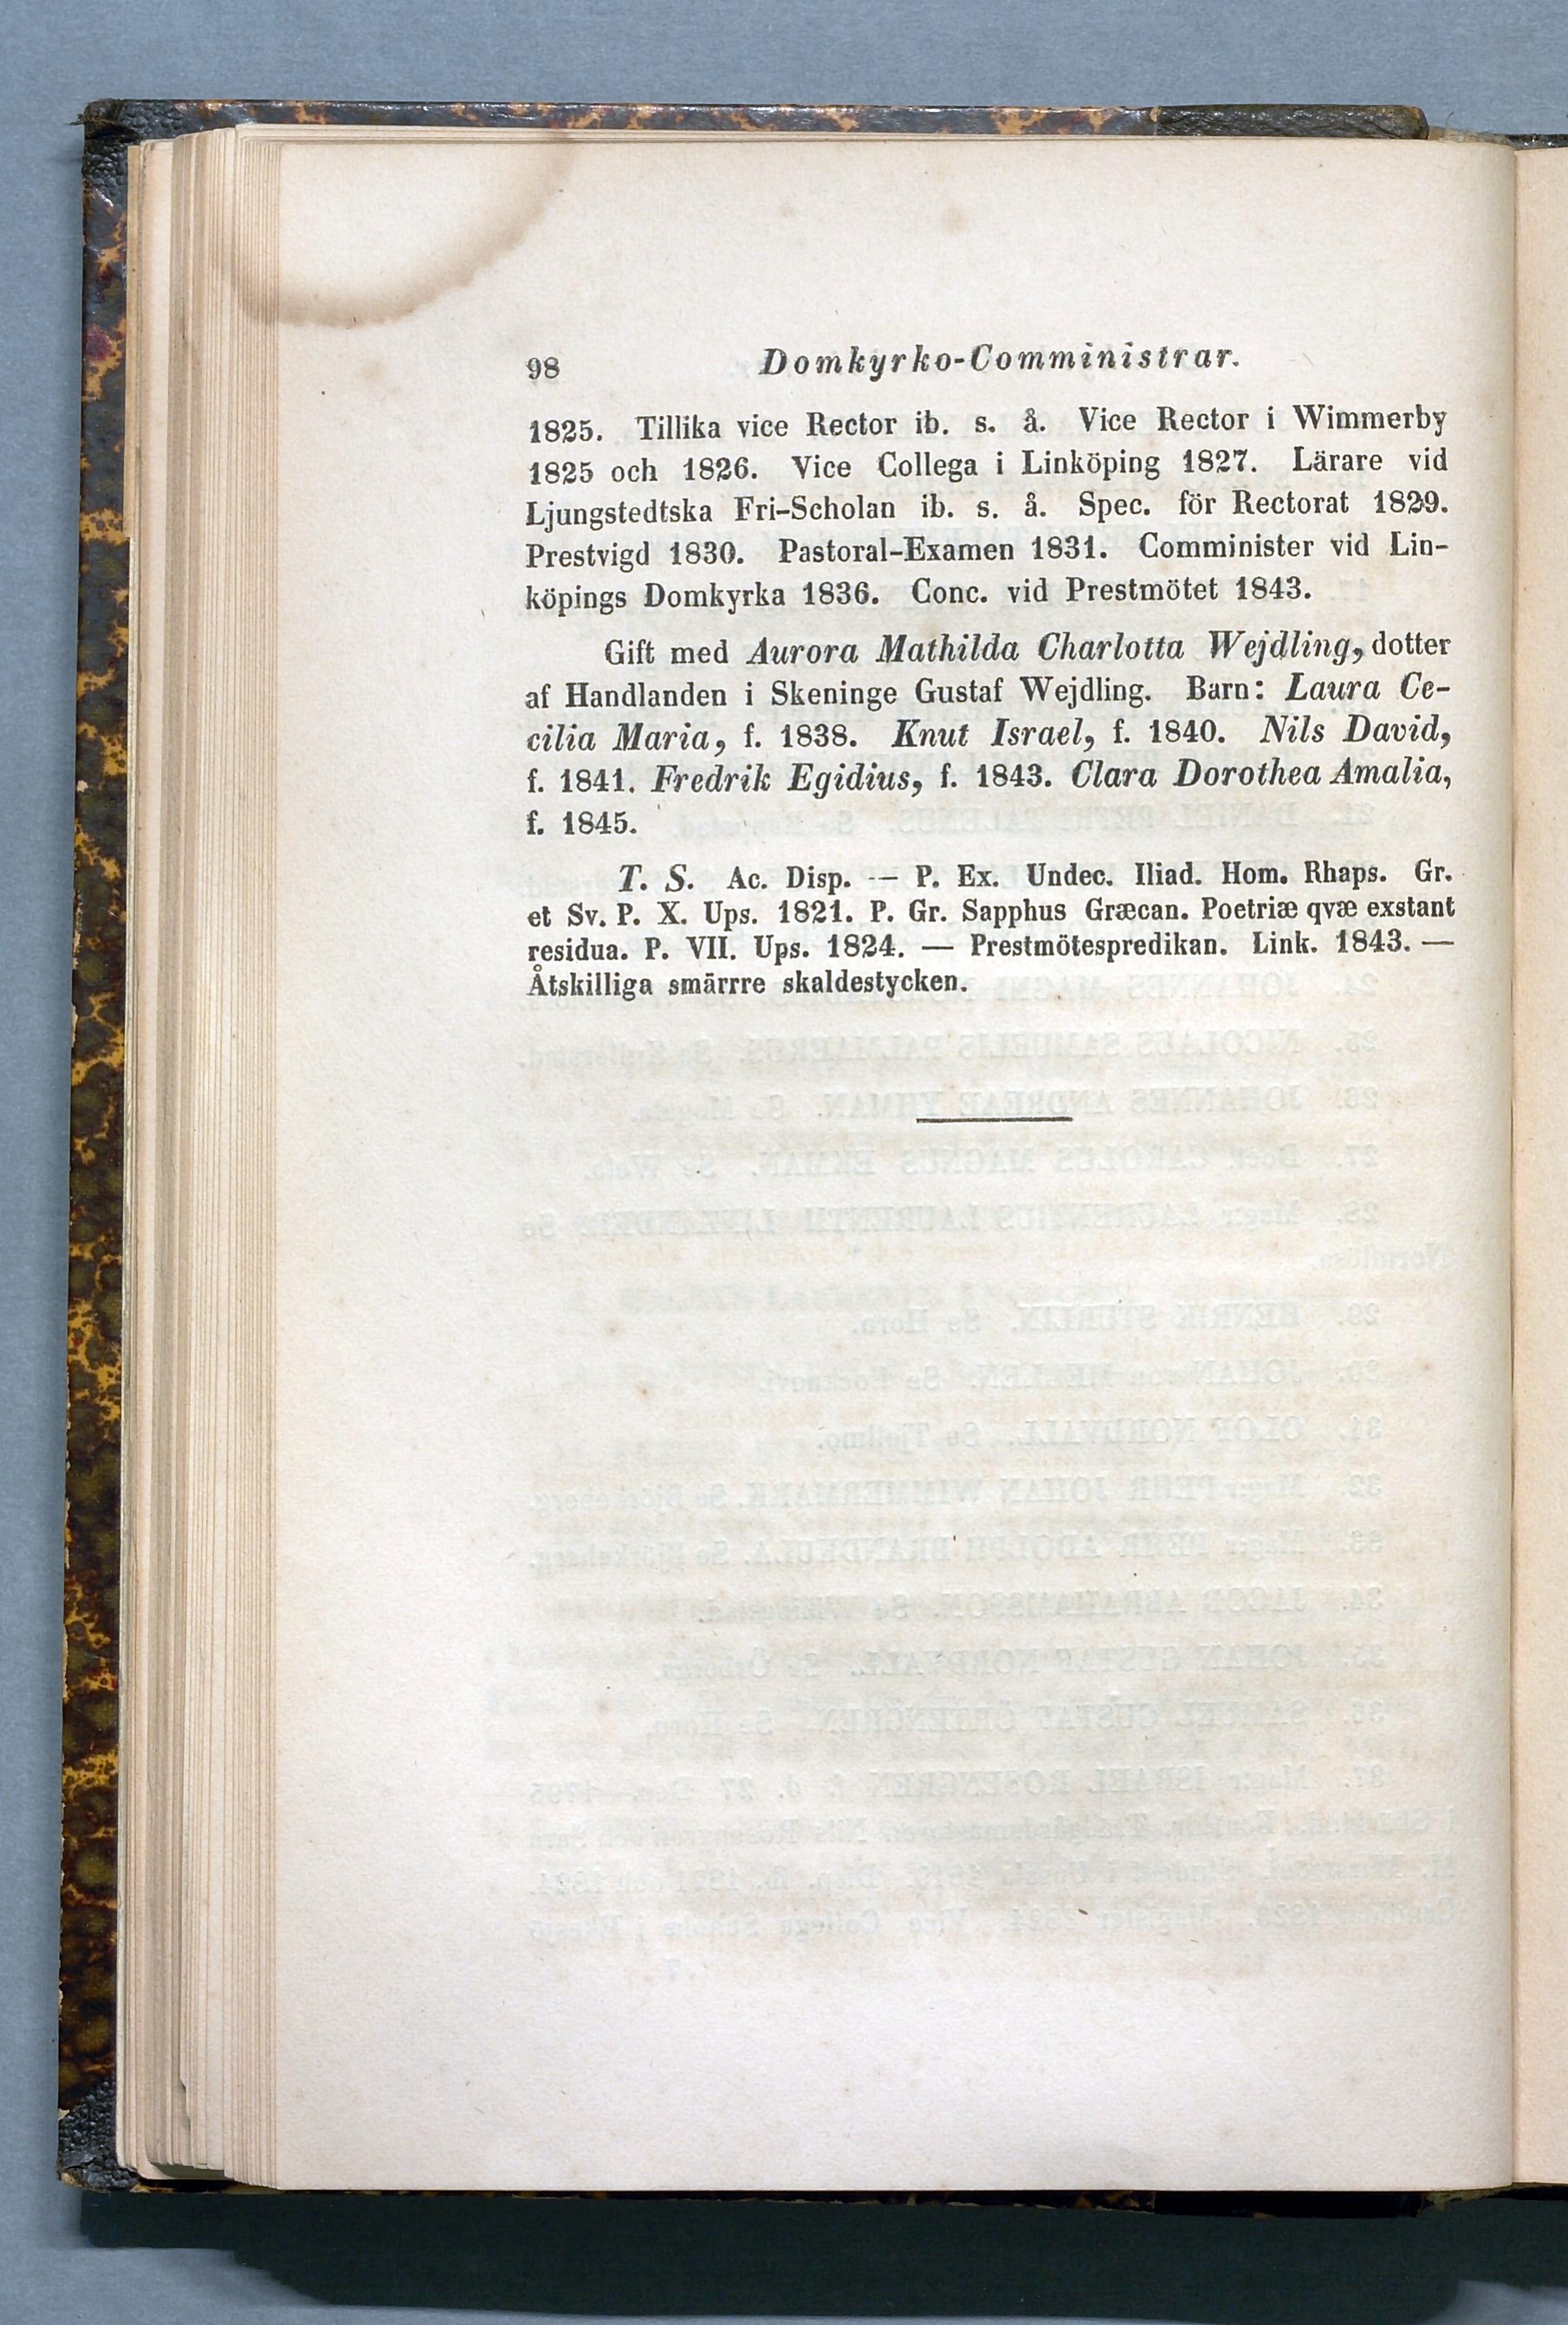 98 Domkyrko-Comministrar.
1825. Tillika vice Rector ib. s. å. Vice Rector i Wimmerby
1825 och 1826. Vice Collega i Linköping 1827. Lärare vid
Ljungstedtska Fri-Scholan ib. s. å. Spec. för Rectorat 1829.
Prestvigd 1830. Pastoral-Examen 1831. Comminister vid Lin-
köpings Domkyrka 1836. Conc. vid Prestmötet 1843.
Gift med Aurora Mathilda Charlotta Wejdling, dotter
af Handlanden i Skeninge Gustaf Wejdling. Barn: Laura Ce-
cilia Maria, f. 1838. Knut Israel, f. 1840. Nils David,
f. 1841. Fredrik Egidius, f. 1843. Clara Dorothea Amalia,
f. 1845.
T. S. Ac. Disp. — P. Ex. Undec. Iliad. Hom. Rhaps. Gr.
et Sv. P. X. Ups. 1821. P. Gr. Sapphus Græcan. Poetriæ qvæ exstant
residua. P. VII. Ups. 1824. — Prestmötespredikan. Link. 1843. —
Åtskilliga smärrre skaldestycken.